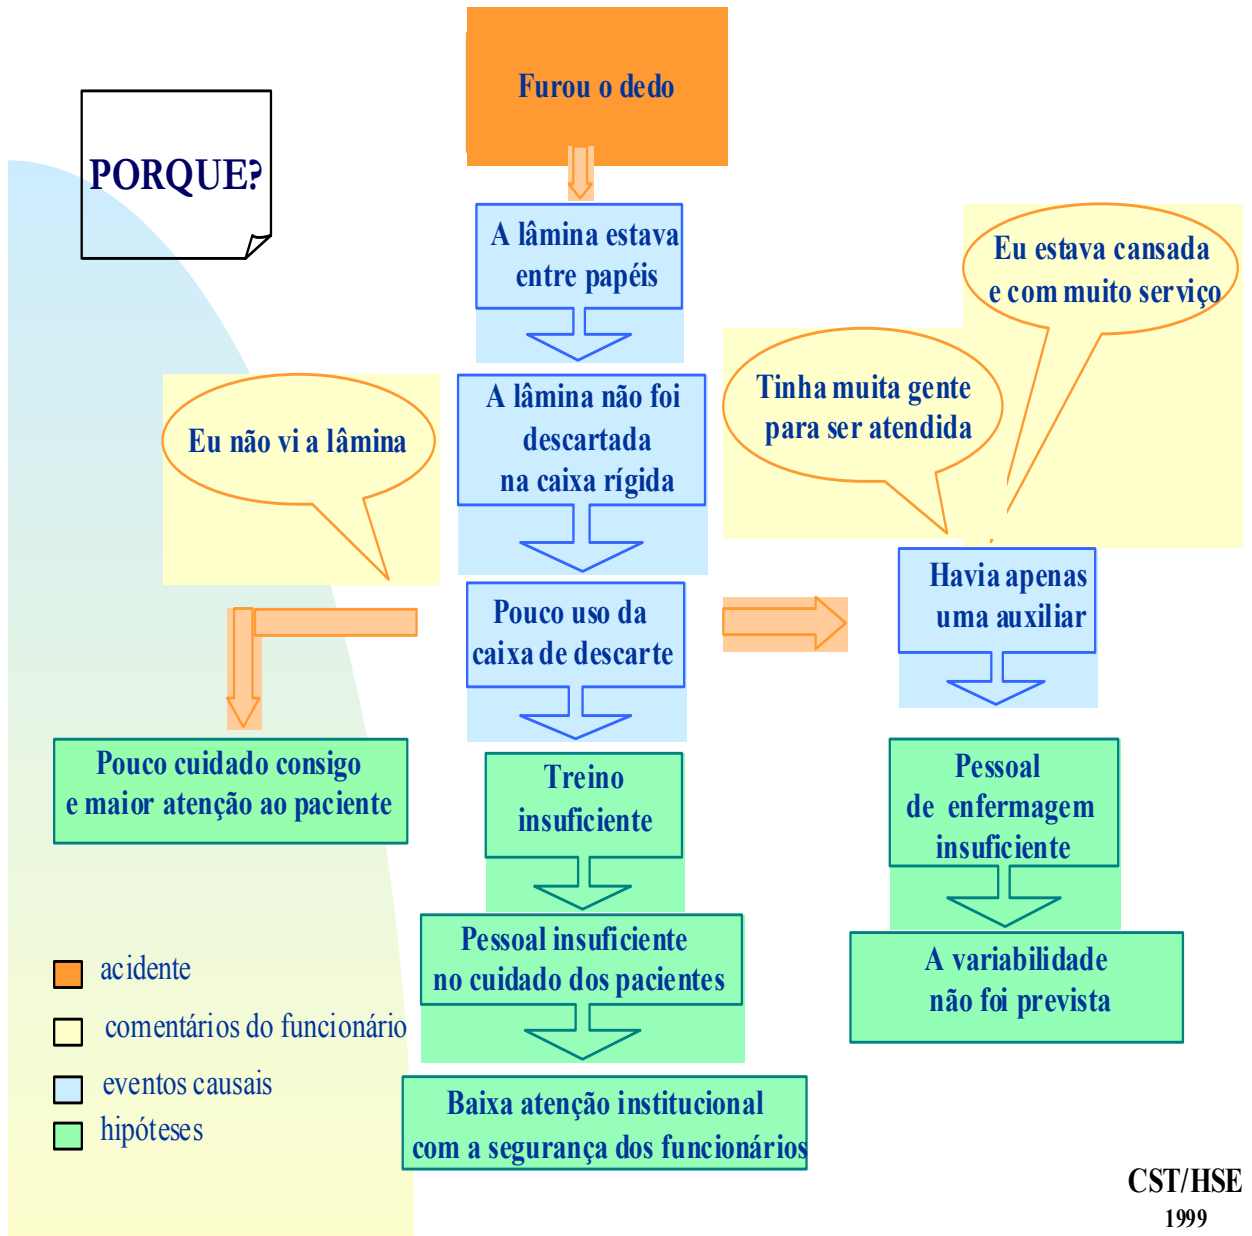 Furou o dedo
PORQUE?
A lâmina estava
entre papéis
Eu estava cansada
e com muito serviço
Tinha muita gente
para ser atendida
A lâmina não foi
descartada
na caixa rígida
Eu não vi a lâmina
Havia apenas
uma auxiliar
Pouco uso da
caixa de descarte
Pouco cuidado consigo
e maior atenção ao paciente
Treino
insuficiente
Pessoal
de enfermagem
insuficiente
Pessoal insuficiente
no cuidado dos pacientes
A variabilidade
não foi prevista
Baixa atenção institucional
com a segurança dos funcionários
acidente
comentários do funcionário
eventos causais
hipóteses
CST/HSE
1999